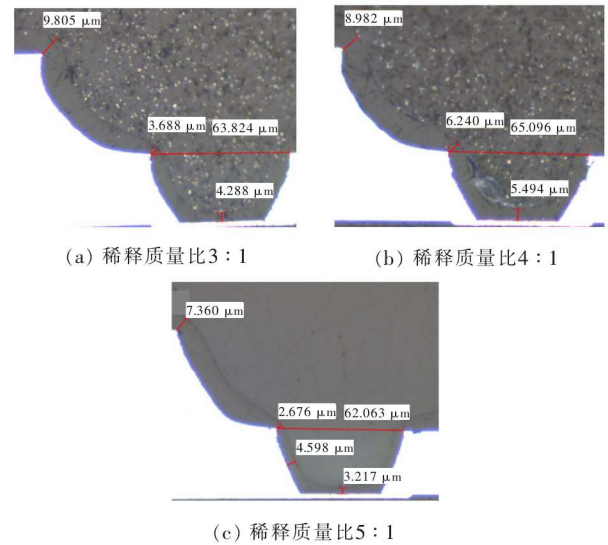 9.805 μm
3.688 μm
63.824 μm
4.288 μm
(a) 稀释质量比3∶1
8.982 μm
6.240 μm
65.096 μm
5.494 μm
(b) 稀释质量比4∶1
7.360 μm
2.676 μm
62.063 μm
4.598 μm
3.217 μm
(c) 稀释质量比5∶1